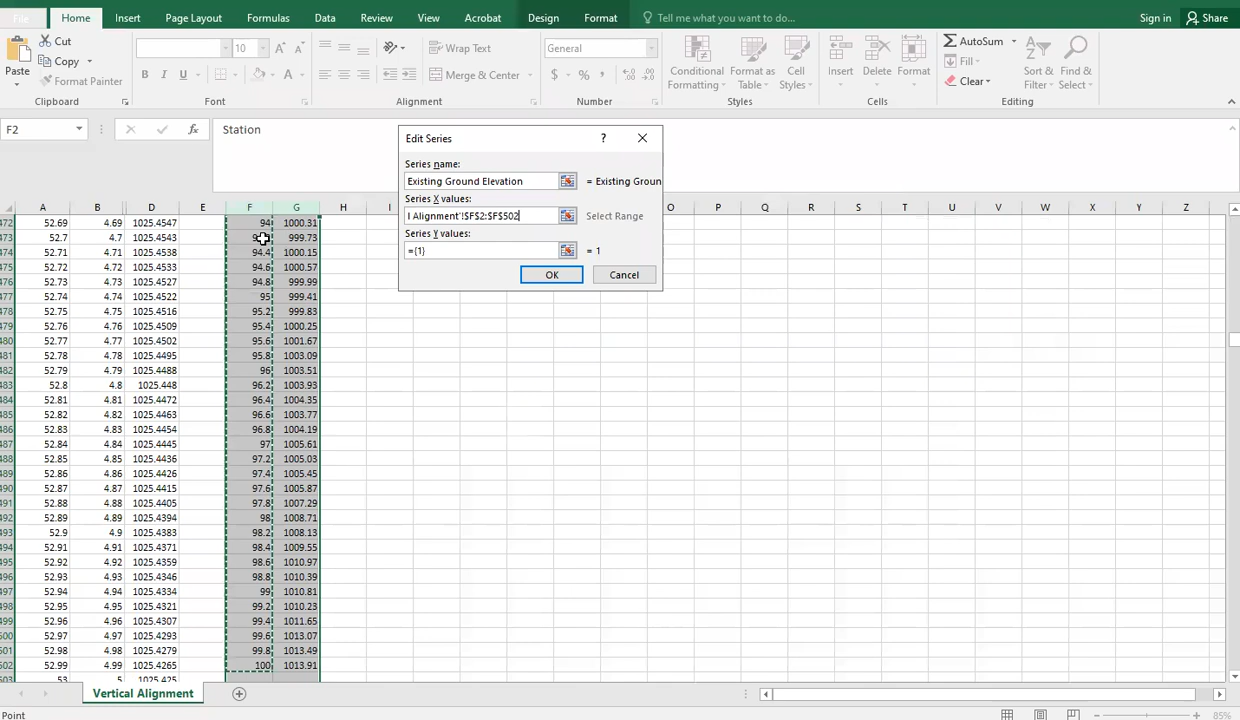 File Home Insert Page Layout Formulas Data Review View Acrobat Design Format Tell me what you want to do... Sign in Share
Paste Cut Copy Format Painter
10
Wrap Text Merge & Center
General
$ % ,
Conditional Formatting Format as Table Cell Styles
Insert Delete Format
AutoSum Fill Clear
Sort & Filter Find & Select
Clipboard Font Alignment Number Styles Cells Editing
F2 fx Station
Edit Series ?
Series name:
Existing Ground Elevation = Existing Groun
Series X values:
l Alignment'!$F$2:$F$502 Select Range
Series Y values:
={1} = 1
OK Cancel
A B D E F G H I O P Q R S T U V W X Y Z
472 52.69 4.69 1025.4547 94 1000.31
473 52.7 4.7 1025.4543 999.73
474 52.71 4.71 1025.4538 94.4 1000.15
475 52.72 4.72 1025.4533 94.6 1000.57
476 52.73 4.73 1025.4527 94.8 999.99
477 52.74 4.74 1025.4522 95 999.41
478 52.75 4.75 1025.4516 95.2 999.83
479 52.76 4.76 1025.4509 95.4 1000.25
480 52.77 4.77 1025.4502 95.6 1001.67
481 52.78 4.78 1025.4495 95.8 1003.09
482 52.79 4.79 1025.4488 96 1003.51
483 52.8 4.8 1025.448 96.2 1003.93
484 52.81 4.81 1025.4472 96.4 1004.35
485 52.82 4.82 1025.4463 96.6 1003.77
486 52.83 4.83 1025.4454 96.8 1004.19
487 52.84 4.84 1025.4445 97 1005.61
488 52.85 4.85 1025.4436 97.2 1005.03
489 52.86 4.86 1025.4426 97.4 1005.45
490 52.87 4.87 1025.4415 97.6 1005.87
491 52.88 4.88 1025.4405 97.8 1007.29
492 52.89 4.89 1025.4394 98 1008.71
493 52.9 4.9 1025.4383 98.2 1008.13
494 52.91 4.91 1025.4371 98.4 1009.55
495 52.92 4.92 1025.4359 98.6 1010.97
496 52.93 4.93 1025.4346 98.8 1010.39
497 52.94 4.94 1025.4334 99 1010.81
498 52.95 4.95 1025.4321 99.2 1010.23
499 52.96 4.96 1025.4307 99.4 1011.65
500 52.97 4.97 1025.4293 99.6 1013.07
501 52.98 4.98 1025.4279 99.8 1013.49
502 52.99 4.99 1025.4265 100 1013.91
503 53 5 1025.425
Vertical Alignment
Point 85%